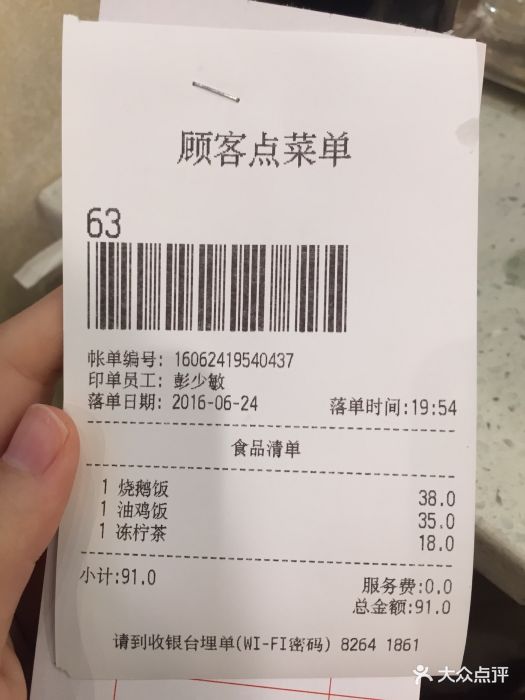 顾客点菜单
63
帐单编号: 16062419540437
印单员工: 彭少敏
落单日期: 2016-06-24 落单时间:19:54
食品清单
1 烧鹅饭 38.0
1 油鸡饭 35.0
1 冻柠茶 18.0
小计:91.0 服务费:0.0
总金额:91.0
请到收银台埋单(WI-FI密码) 8264 1861
大众点评